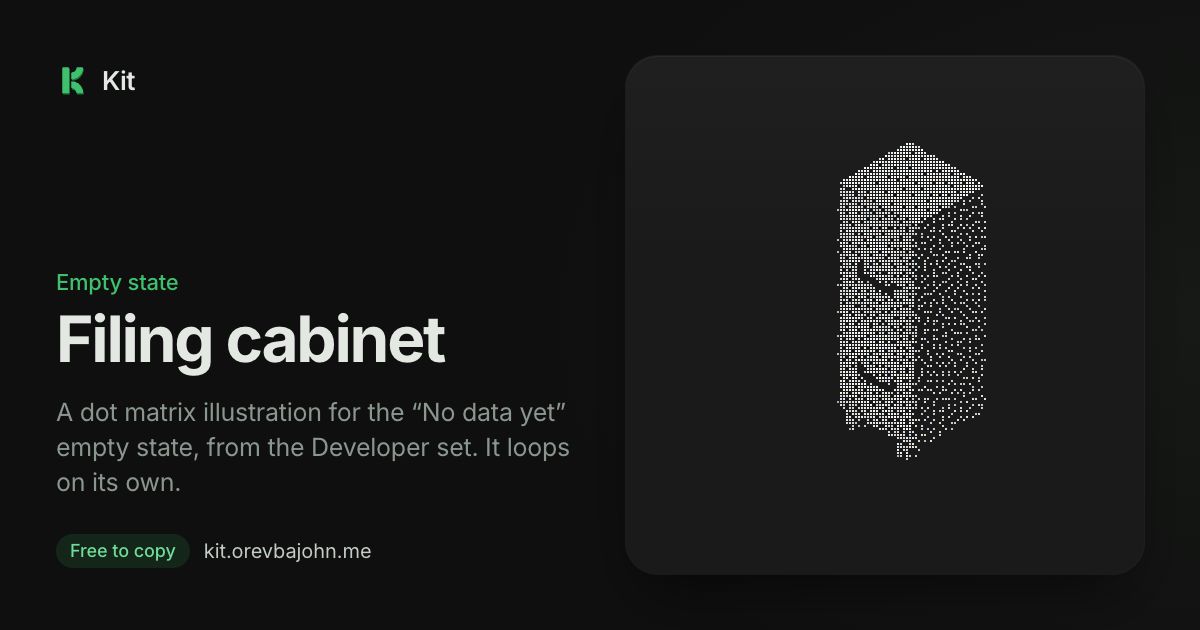 Kit
Empty state
Filing cabinet
A dot matrix illustration for the “No data yet”
empty state, from the Developer set. It loops
on its own.
Free to copy
kit.orevbajohn.me